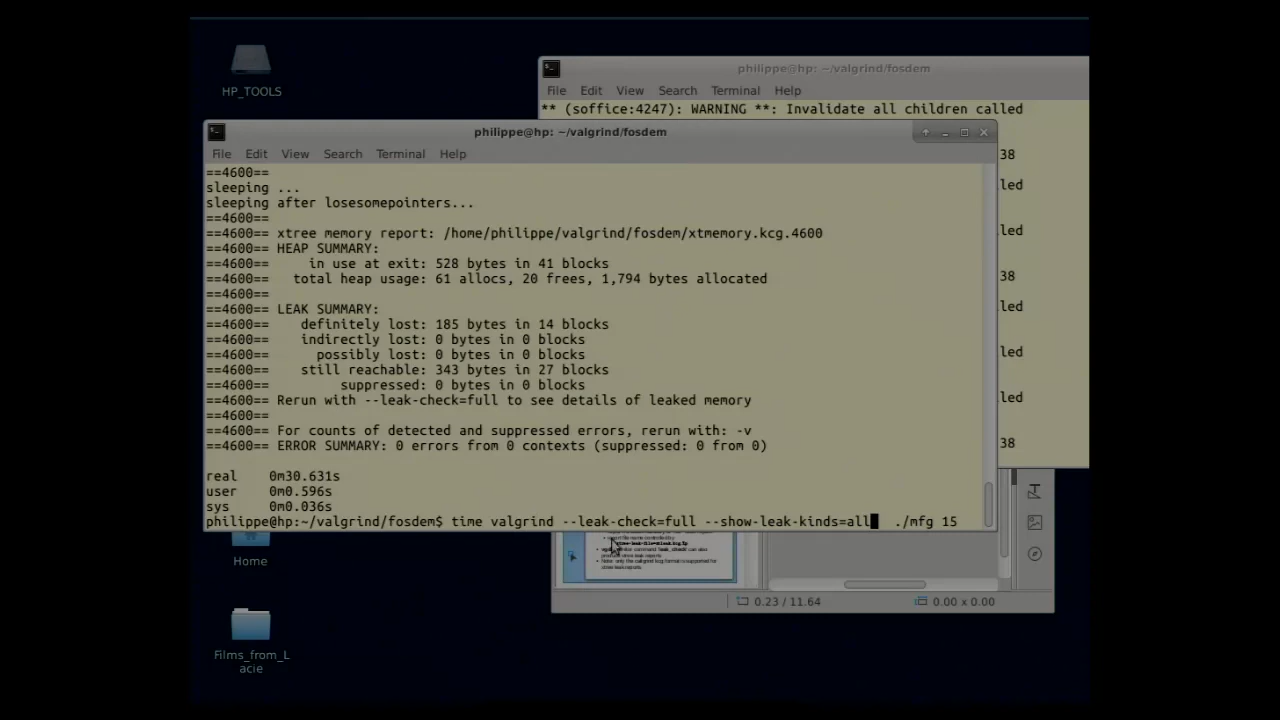 HP_TOOLS
philippe@hp: ~/valgrind/fosdem
File Edit View Search Terminal Help
** (soffice:4247): WARNING **: Invalidate all children called
38
led
led
38
led
led
led
38
philippe@hp: ~/valgrind/fosdem
File Edit View Search Terminal Help
==4600==
sleeping ...
sleeping after losesomepointers...
==4600==
==4600== xtree memory report: /home/philippe/valgrind/fosdem/xtmemory.kcg.4600
==4600== HEAP SUMMARY:
==4600==     in use at exit: 528 bytes in 41 blocks
==4600==   total heap usage: 61 allocs, 20 frees, 1,794 bytes allocated
==4600==
==4600== LEAK SUMMARY:
==4600==    definitely lost: 185 bytes in 14 blocks
==4600==    indirectly lost: 0 bytes in 0 blocks
==4600==      possibly lost: 0 bytes in 0 blocks
==4600==    still reachable: 343 bytes in 27 blocks
==4600==         suppressed: 0 bytes in 0 blocks
==4600== Rerun with --leak-check=full to see details of leaked memory
==4600==
==4600== For counts of detected and suppressed errors, rerun with: -v
==4600== ERROR SUMMARY: 0 errors from 0 contexts (suppressed: 0 from 0)
real    0m30.631s
user    0m0.596s
sys     0m0.036s
philippe@hp:~/valgrind/fosdem$ time valgrind --leak-check=full --show-leak-kinds=all  ./mfg 15
Home
0.23 / 11.64
0.00 x 0.00
Films_from_L
acie